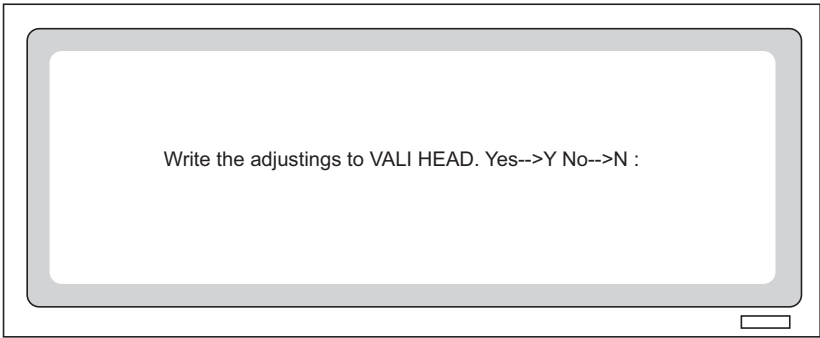 Write the adjustings to VALI HEAD. Yes-->Y No-->N :